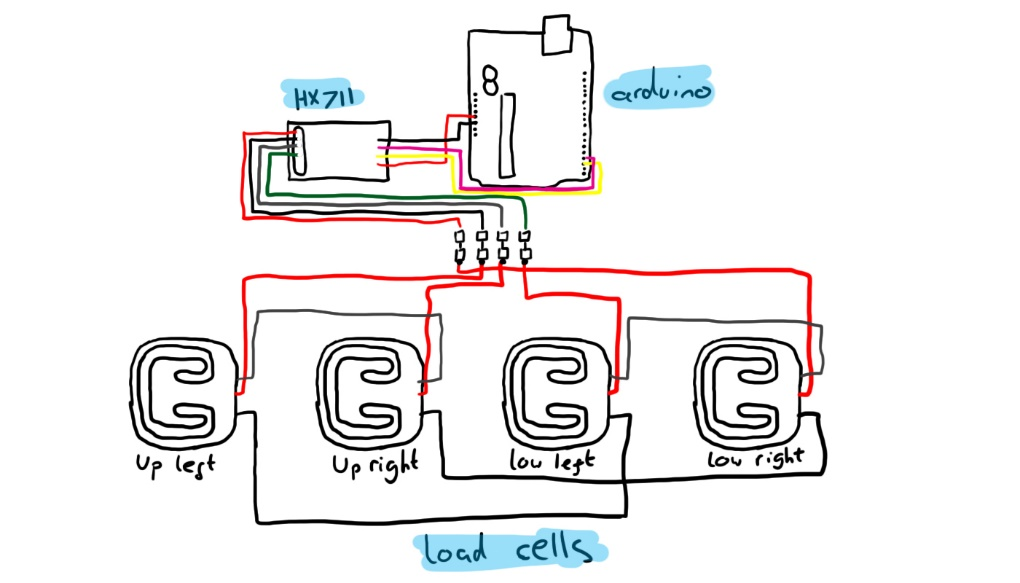 HX711
arduino
Up left
Up right
low left
low right
load cells